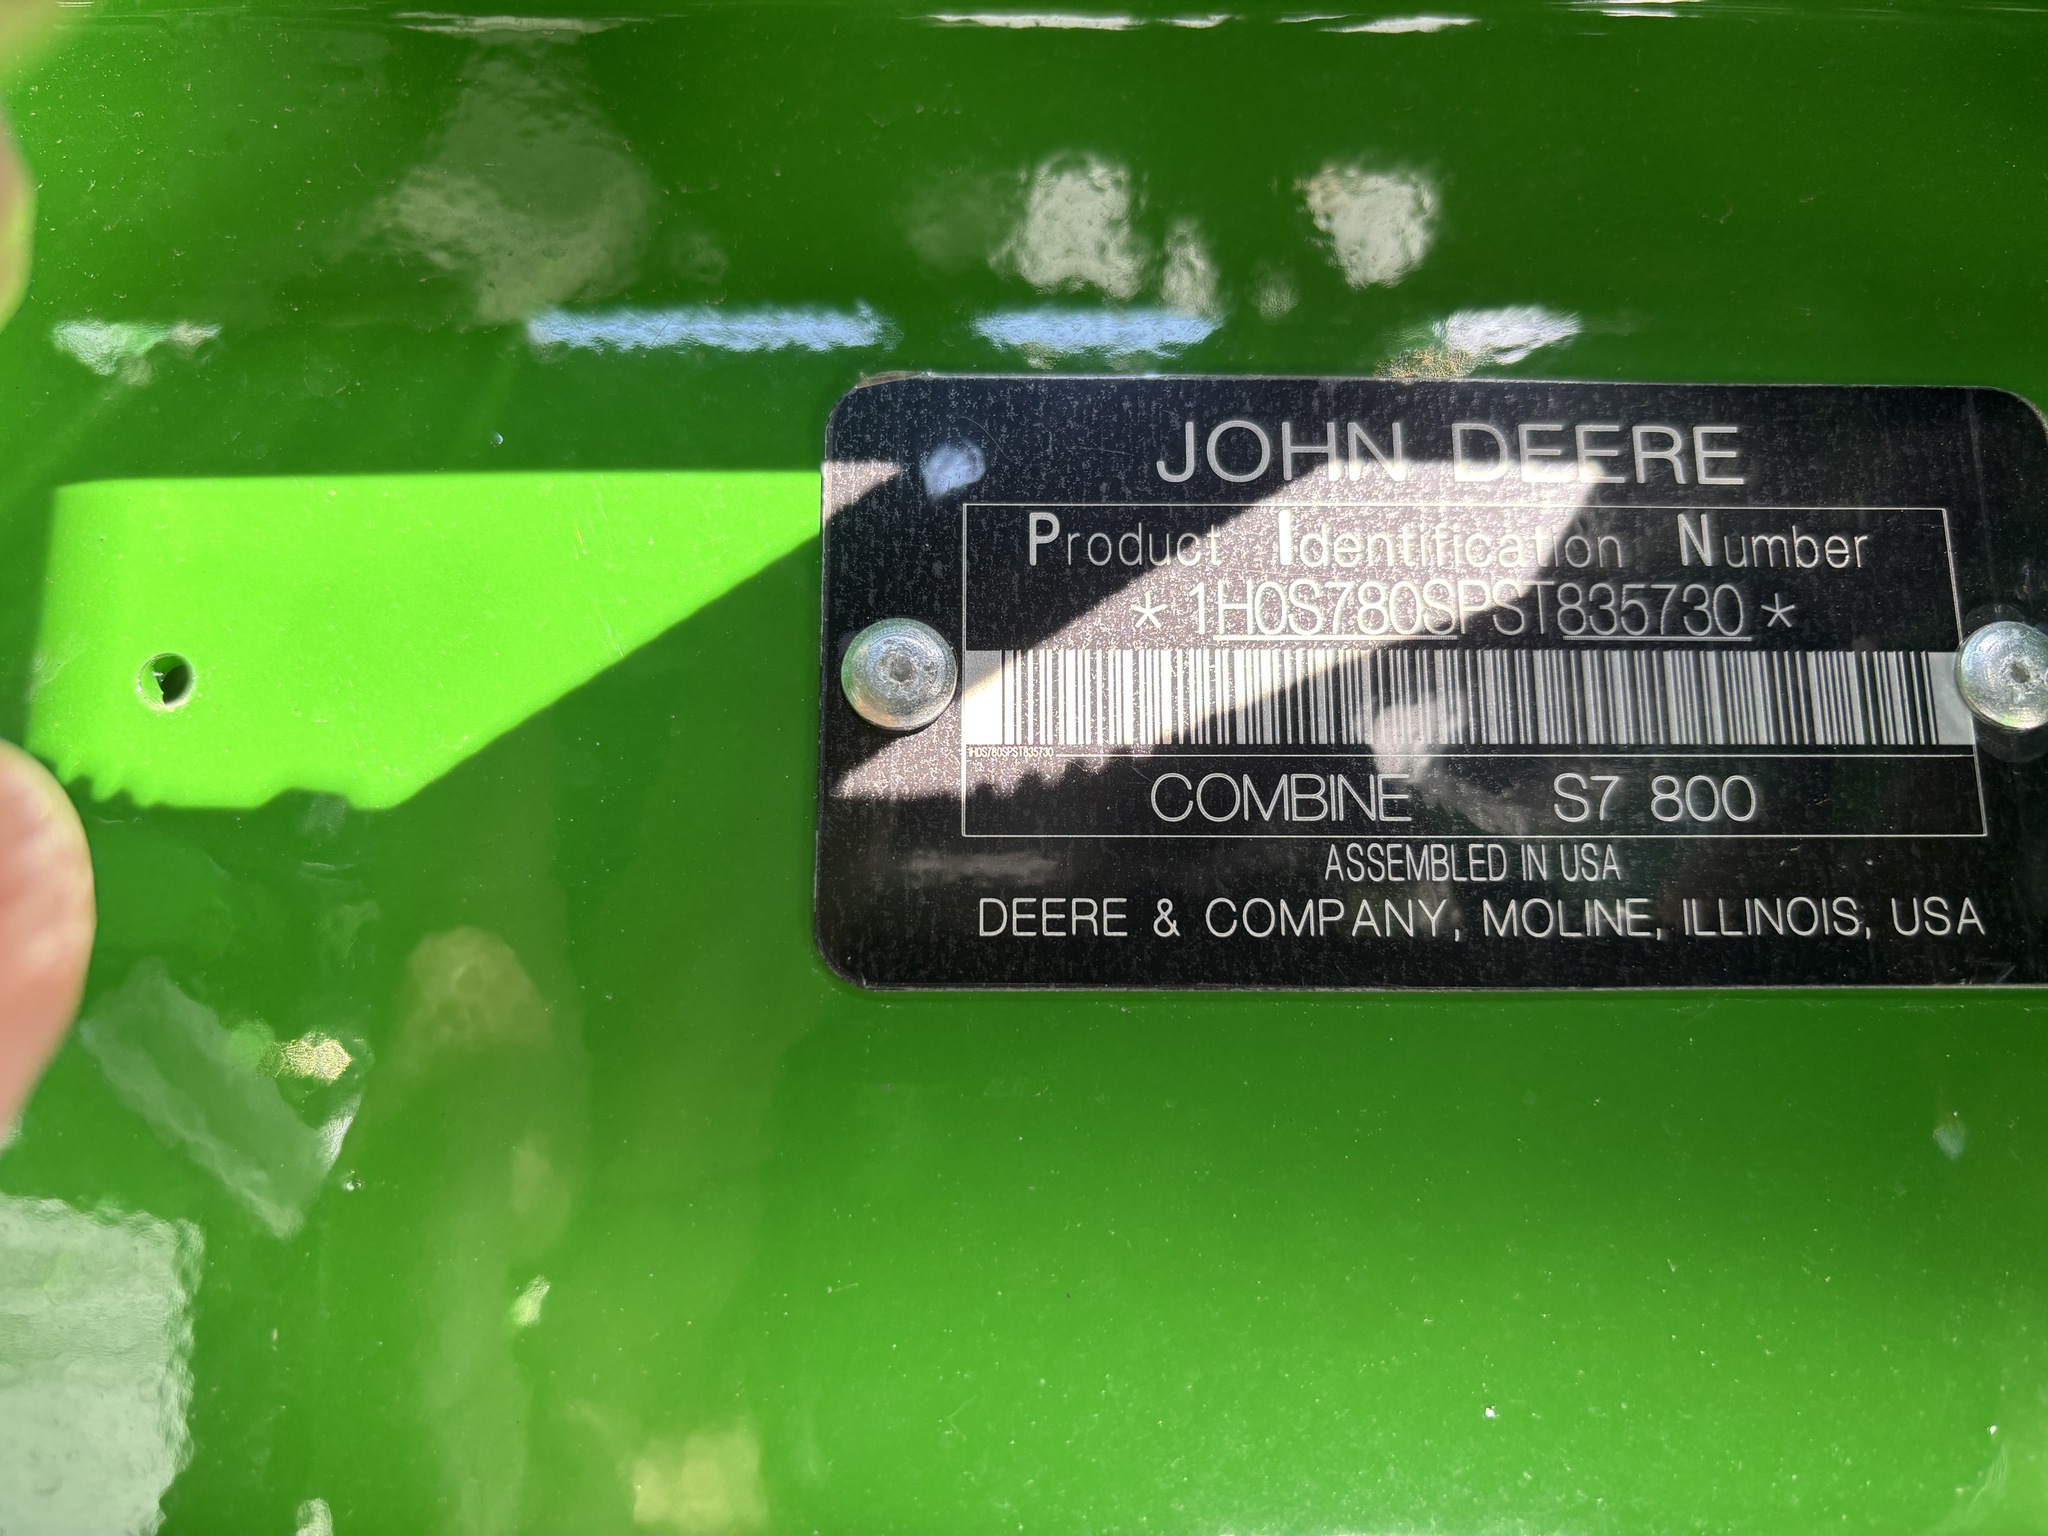 JOHN DEERE
Product Identification Number
* 1H0S780SPST835730 *
1H0S780SPST835730
COMBINE S7 800
ASSEMBLED IN USA
DEERE & COMPANY, MOLINE, ILLINOIS, USA